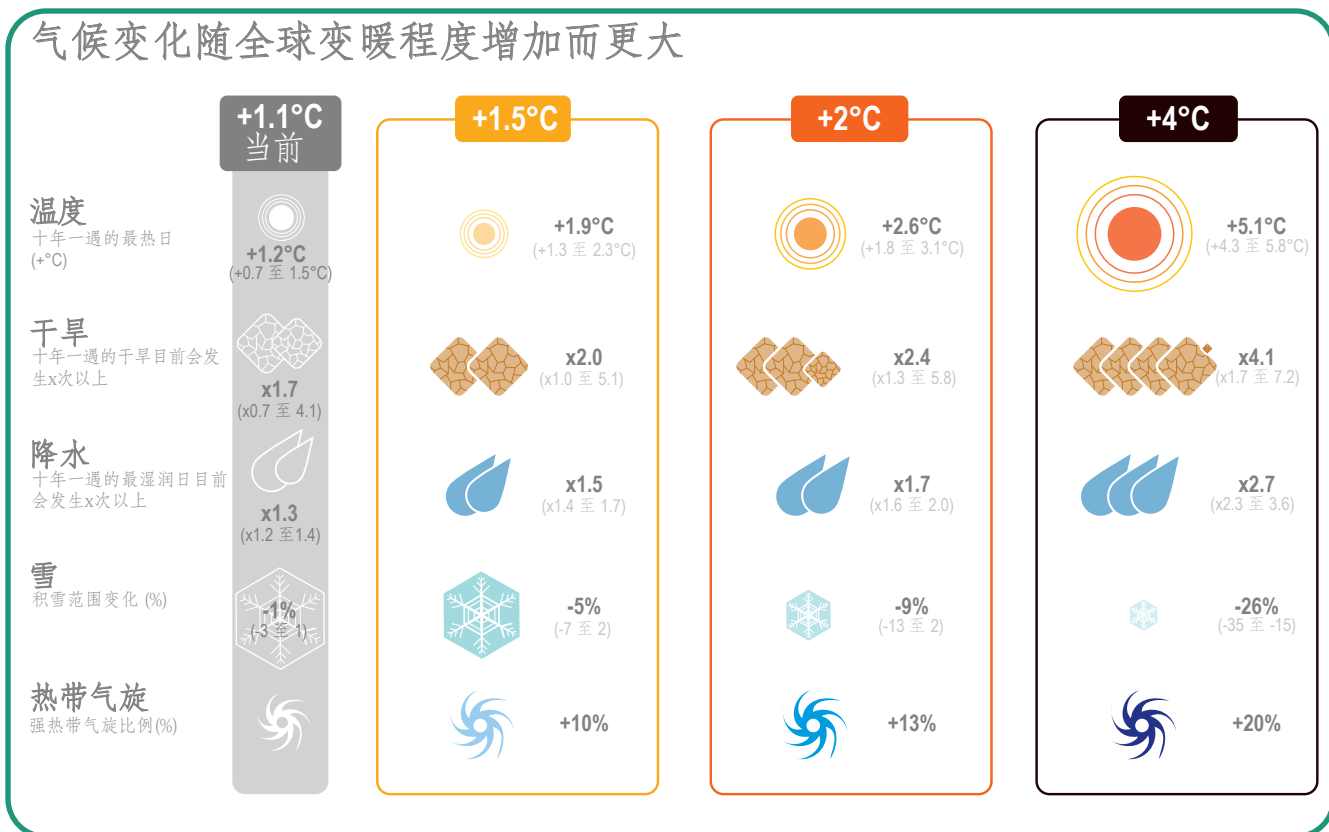 气候变化随全球变暖程度增加而更大
+1.1°C
当前
+1.5°C
+2°C
+4°C
温度
十年一遇的最热日
(+°C)
+1.2°C
(+0.7 至 1.5°C)
+1.9°C
(+1.3 至 2.3°C)
+2.6°C
(+1.8 至 3.1°C)
+5.1°C
(+4.3 至 5.8°C)
干旱
十年一遇的干旱目前会发
生x次以上
x1.7
(x0.7 至 4.1)
x2.0
(x1.0 至 5.1)
x2.4
(x1.3 至 5.8)
x4.1
(x1.7 至 7.2)
降水
十年一遇的最湿润日目前
会发生x次以上
x1.3
(x1.2 至1.4)
x1.5
(x1.4 至 1.7)
x1.7
(x1.6 至 2.0)
x2.7
(x2.3 至 3.6)
雪
积雪范围变化 (%)
-1%
(-3 至 1)
-5%
(-7 至 2)
-9%
(-13 至 2)
-26%
(-35 至 -15)
热带气旋
强热带气旋比例(%)
+10%
+13%
+20%